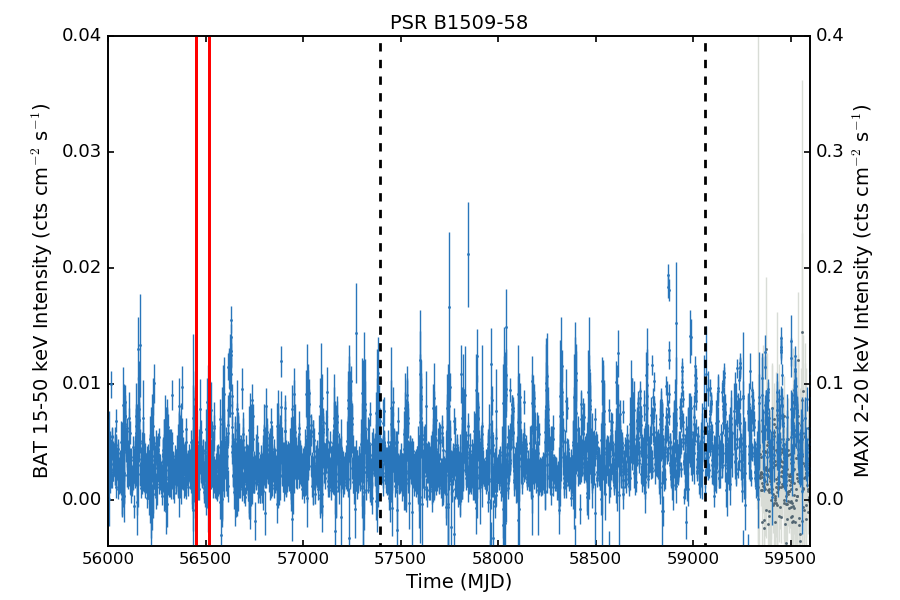 PSR B1509-58
0.04
0.03
0.02
0.01
0.00
BAT 15-50 keV Intensity (cts cm⁻² s⁻¹)
0.4
0.3
0.2
0.1
0.0
MAXI 2-20 keV Intensity (cts cm⁻² s⁻¹)
56000 56500 57000 57500 58000 58500 59000 59500
Time (MJD)